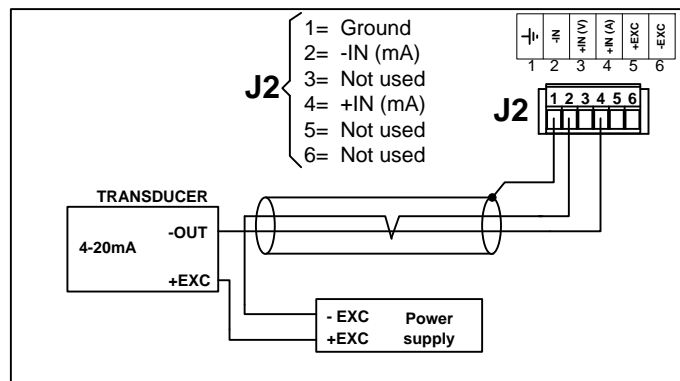 J2
1= Ground
2= -IN (mA)
3= Not used
4= +IN (mA)
5= Not used
6= Not used
-IN
+IN (V)
+IN (A)
+EXC
-EXC
1 2 3 4 5 6
J2
1 2 3 4 5 6
TRANSDUCER
4-20mA
-OUT
+EXC
- EXC
+EXC
Power
supply